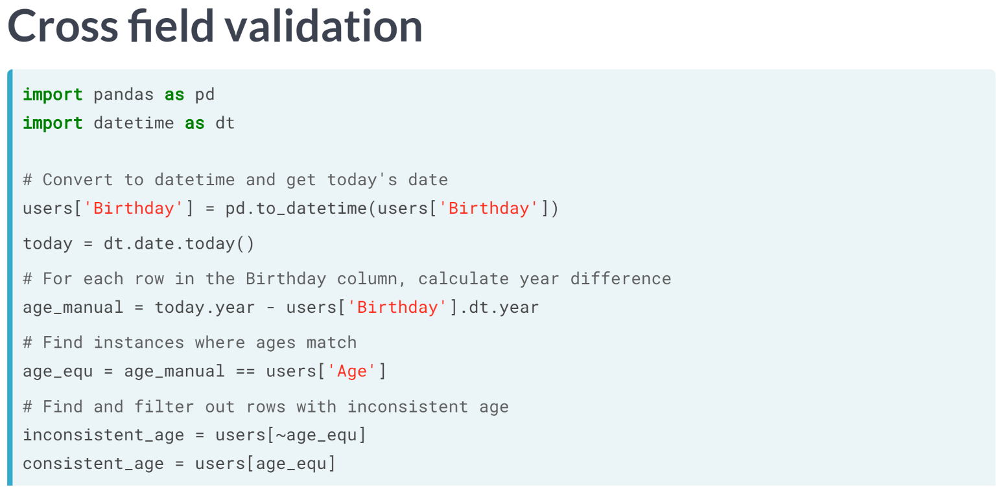 Cross field validation
import pandas as pd
import datetime as dt
# Convert to datetime and get today's date
users['Birthday'] = pd.to_datetime(users['Birthday'])
today = dt.date.today()
# For each row in the Birthday column, calculate year difference
age_manual = today.year - users['Birthday'].dt.year
# Find instances where ages match
age_equ = age_manual == users['Age']
# Find and filter out rows with inconsistent age
inconsistent_age = users[~age_equ]
consistent_age = users[age_equ]